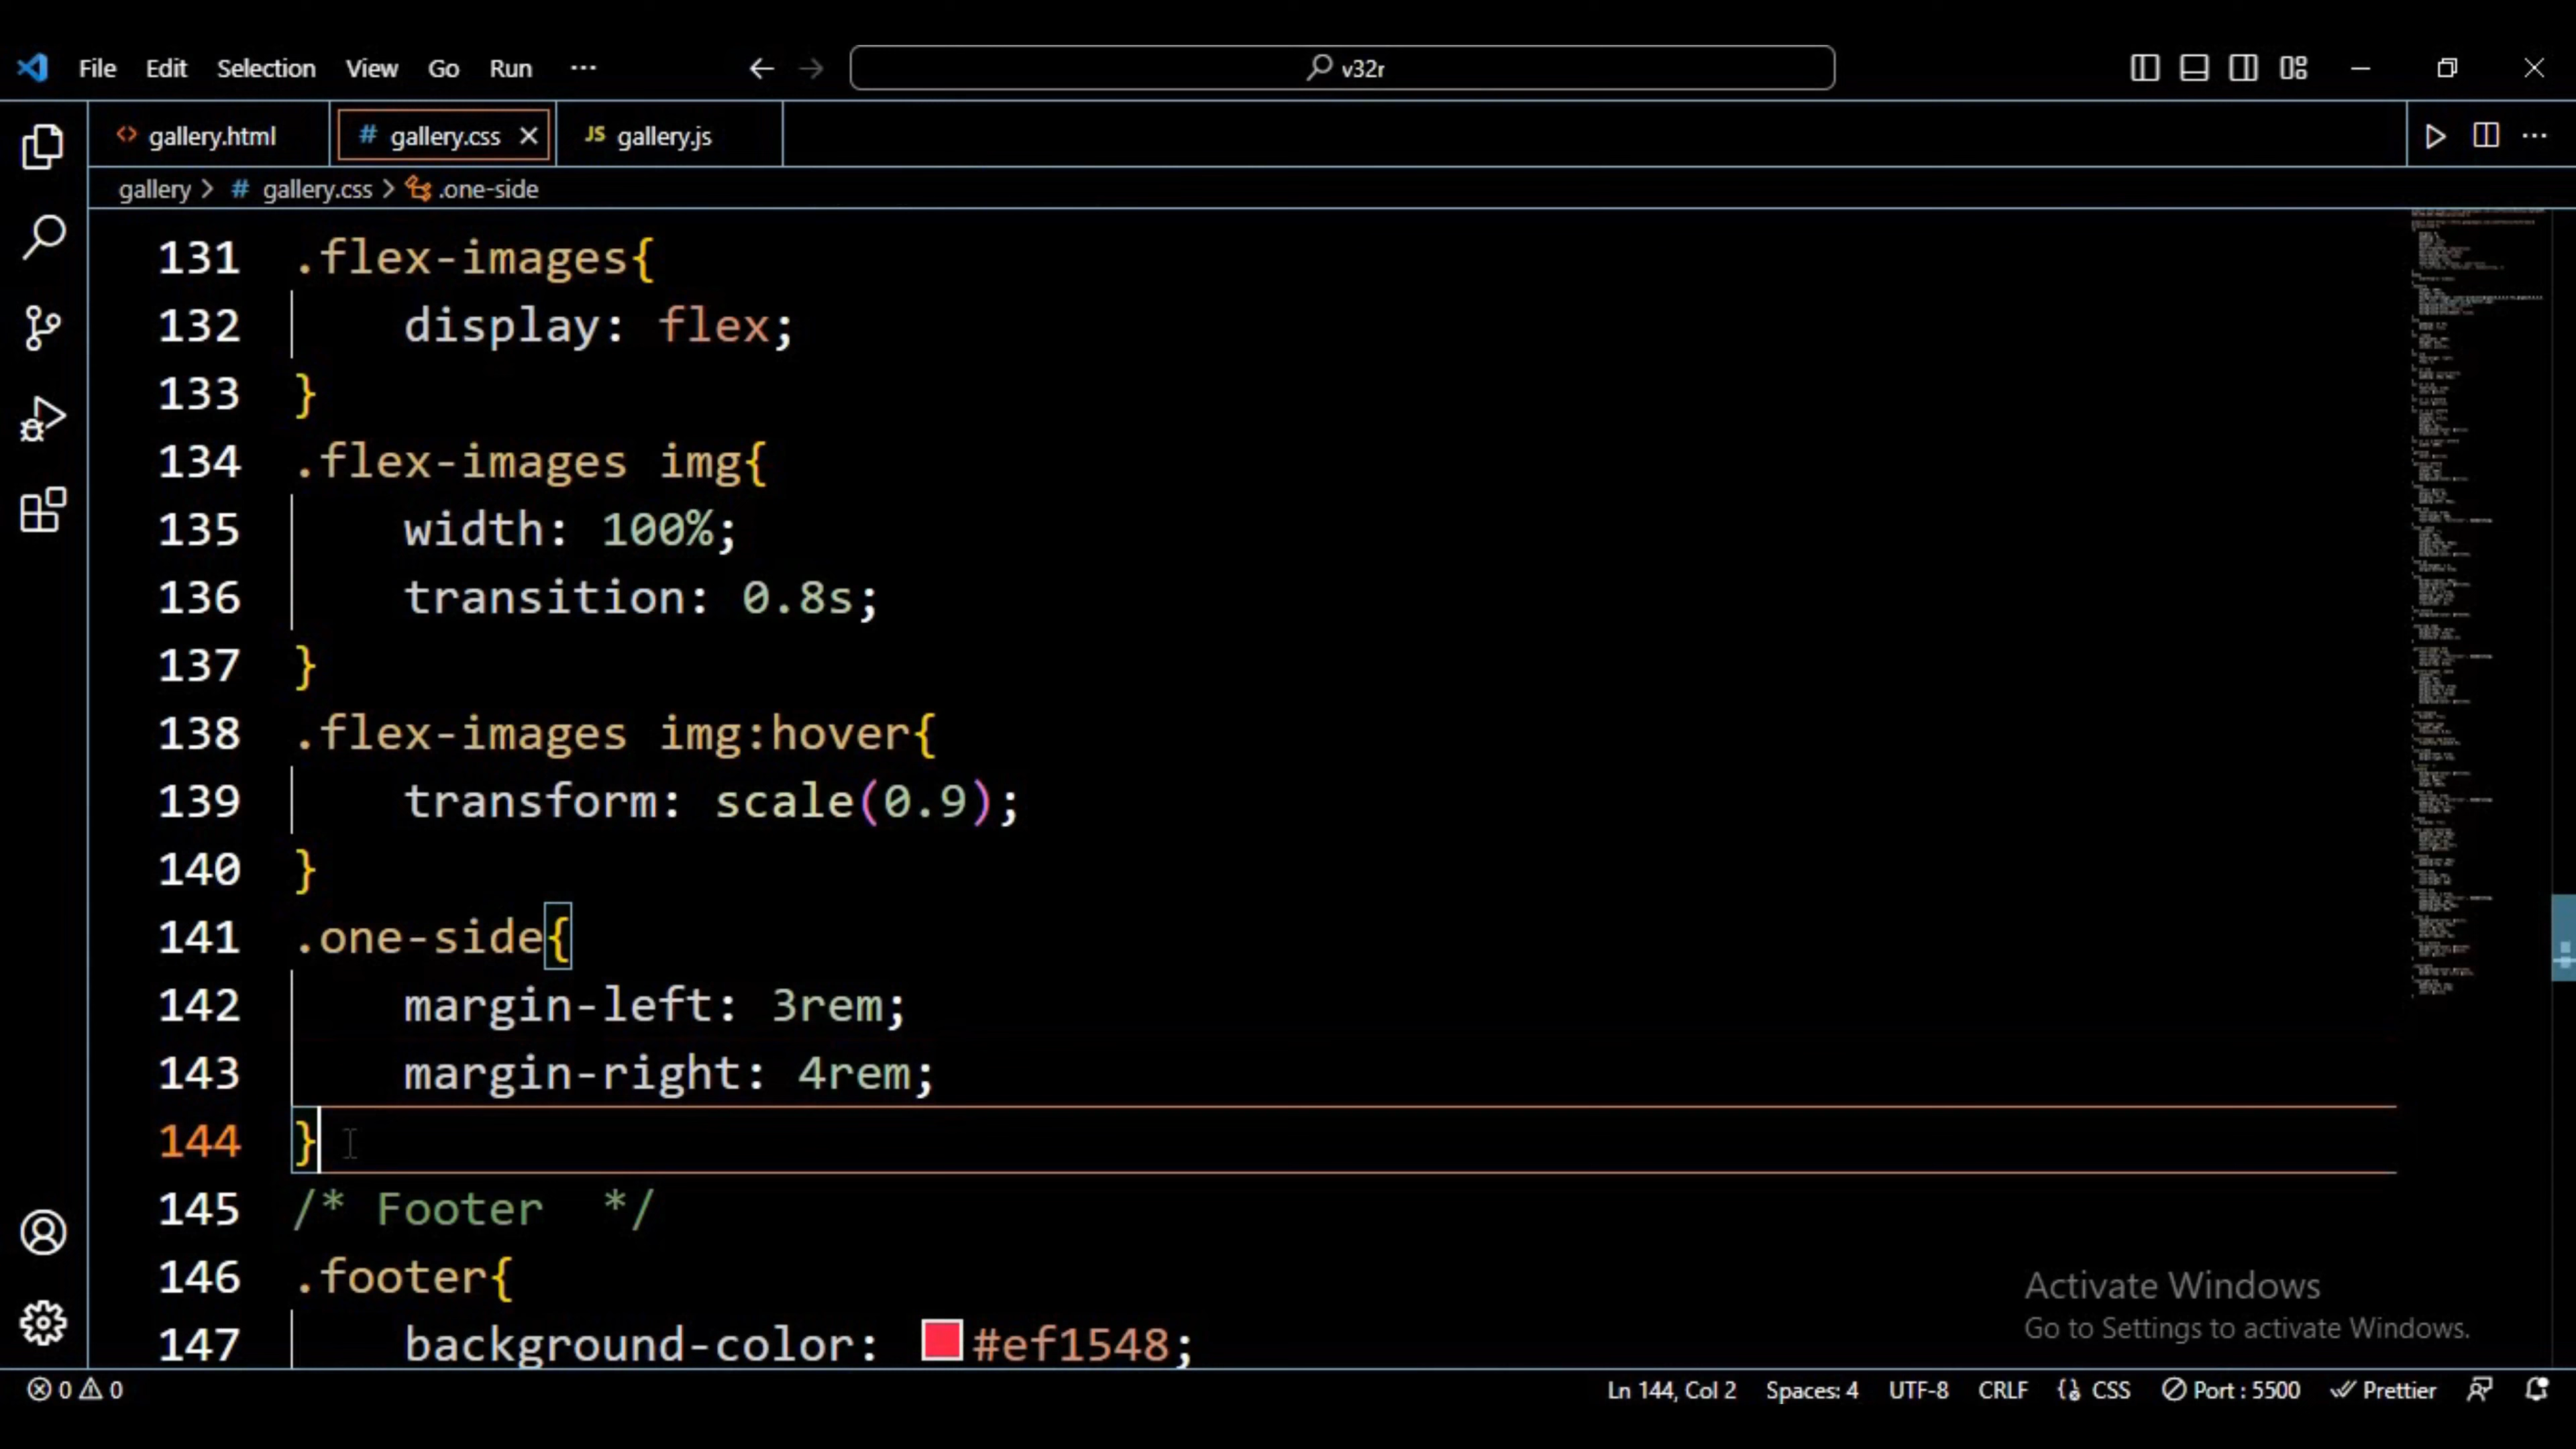 File Edit Selection View Go Run ··· v32r
gallery.html # gallery.css JS gallery.js
gallery > # gallery.css > .one-side
131 .flex-images{
132 display: flex;
133 }
134 .flex-images img{
135 width: 100%;
136 transition: 0.8s;
137 }
138 .flex-images img:hover{
139 transform: scale(0.9);
140 }
141 .one-side{
142 margin-left: 3rem;
143 margin-right: 4rem;
144 }
145 /* Footer  */
146 .footer{
147 background-color: #ef1548;
Activate Windows
Go to Settings to activate Windows.
0 0 Ln 144, Col 2 Spaces: 4 UTF-8 CRLF CSS Port : 5500 Prettier